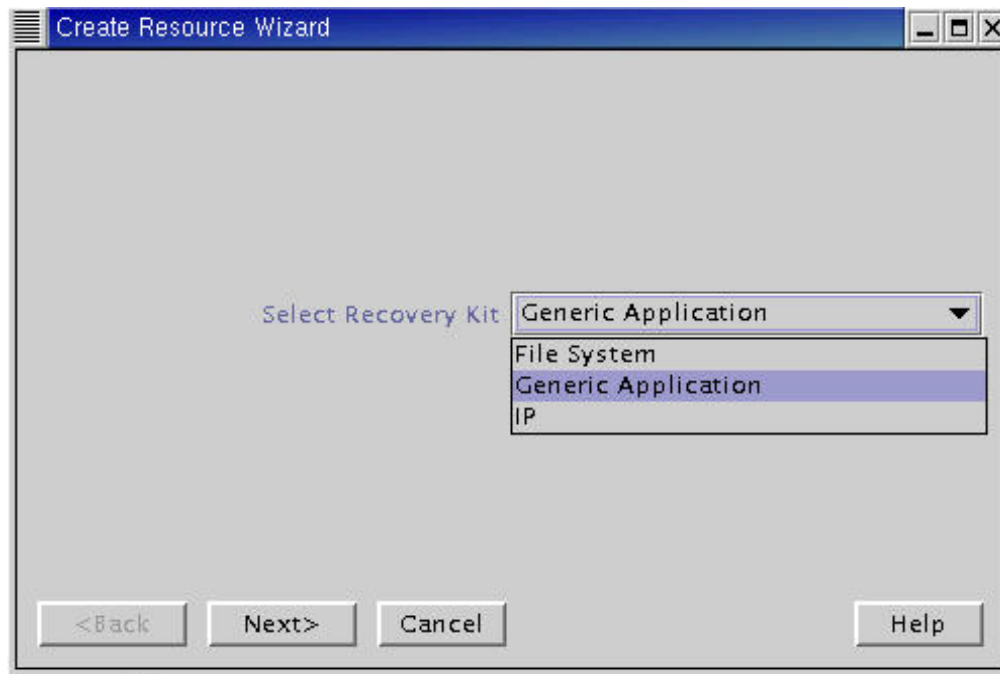 Create Resource Wizard
Select Recovery Kit Generic Application
File System
Generic Application
IP
<Back Next> Cancel Help